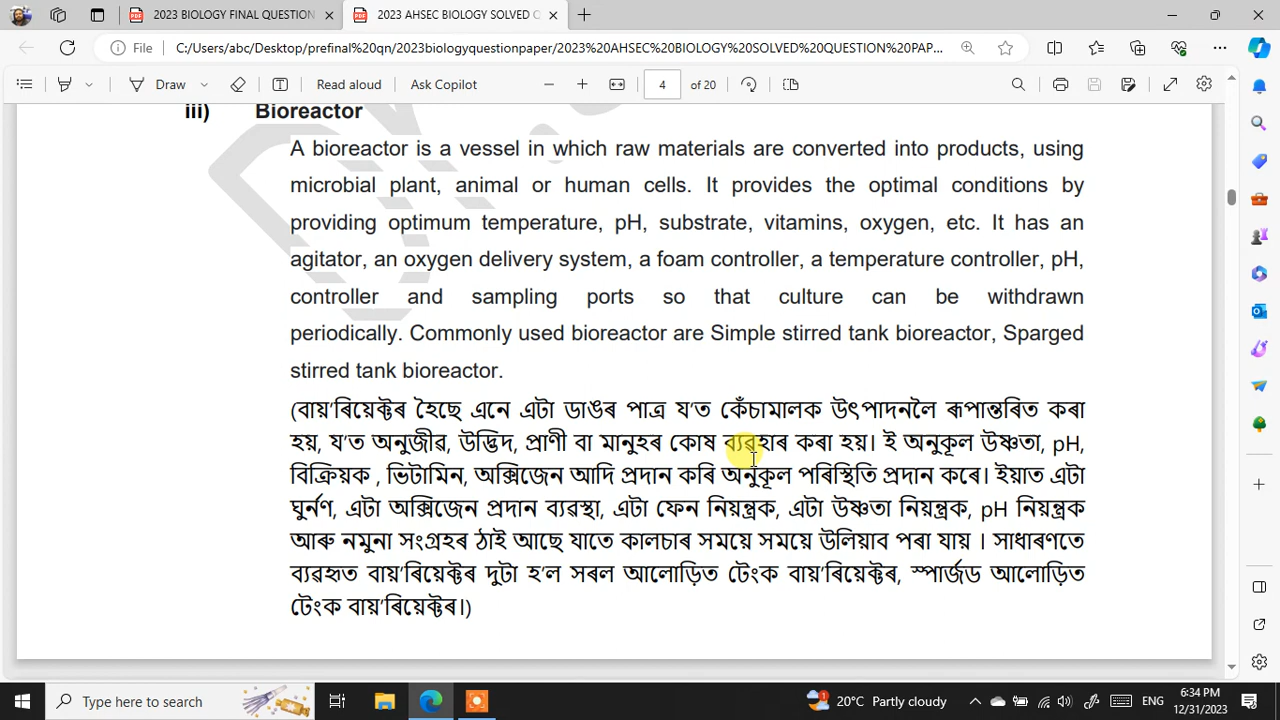 2023 BIOLOGY FINAL QUESTION
2023 AHSEC BIOLOGY SOLVED Q
File
C:/Users/abc/Desktop/prefinal%20qn/2023biologyquestionpaper/2023%20AHSEC%20BIOLOGY%20SOLVED%20QUESTION%20PAP...
Draw
Read aloud
Ask Copilot
4 of 20
iii) Bioreactor
A bioreactor is a vessel in which raw materials are converted into products, using
microbial plant, animal or human cells. It provides the optimal conditions by
providing optimum temperature, pH, substrate, vitamins, oxygen, etc. It has an
agitator, an oxygen delivery system, a foam controller, a temperature controller, pH,
controller and sampling ports so that culture can be withdrawn
periodically. Commonly used bioreactor are Simple stirred tank bioreactor, Sparged
stirred tank bioreactor.
(বায়'ৰিয়েক্টৰ হৈছে এনে এটা ডাঙৰ পাত্ৰ য'ত কেঁচামালক উৎপাদনলৈ ৰূপান্তৰিত কৰা
হয়, য'ত অনুজীৱ, উদ্ভিদ, প্ৰাণী বা মানুহৰ কোষ ব্যৱহাৰ কৰা হয়। ই অনুকূল উষ্ণতা, pH,
বিক্ৰিয়ক , ভিটামিন, অক্সিজেন আদি প্ৰদান কৰি অনুকূল পৰিস্থিতি প্ৰদান কৰে। ইয়াত এটা
ঘুৰ্নণ, এটা অক্সিজেন প্ৰদান ব্যৱস্থা, এটা ফেন নিয়ন্ত্ৰক, এটা উষ্ণতা নিয়ন্ত্ৰক, pH নিয়ন্ত্ৰক
আৰু নমুনা সংগ্ৰহৰ ঠাই আছে যাতে কালচাৰ সময়ে সময়ে উলিয়াব পৰা যায় । সাধাৰণতে
ব্যৱহৃত বায়'ৰিয়েক্টৰ দুটা হ'ল সৰল আলোড়িত টেংক বায়'ৰিয়েক্টৰ, স্পাৰ্জড আলোড়িত
টেংক বায়'ৰিয়েক্টৰ।)
Type here to search
1
20°C Partly cloudy
ENG
6:34 PM
12/31/2023